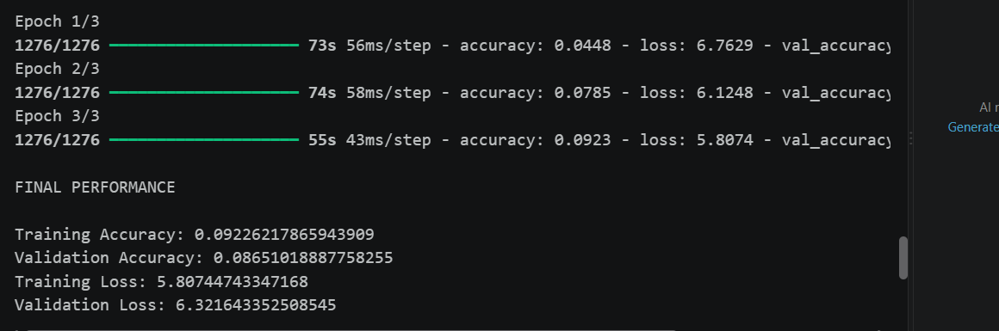 Epoch 1/3
1276/1276 ━━━━━━━━━━━━━━━━━━━━ 73s 56ms/step - accuracy: 0.0448 - loss: 6.7629 - val_accuracy
Epoch 2/3
1276/1276 ━━━━━━━━━━━━━━━━━━━━ 74s 58ms/step - accuracy: 0.0785 - loss: 6.1248 - val_accuracy
Epoch 3/3
1276/1276 ━━━━━━━━━━━━━━━━━━━━ 55s 43ms/step - accuracy: 0.0923 - loss: 5.8074 - val_accuracy
FINAL PERFORMANCE
Training Accuracy: 0.09226217865943909
Validation Accuracy: 0.08651018887758255
Training Loss: 5.80744743347168
Validation Loss: 6.321643352508545
AI
Generate